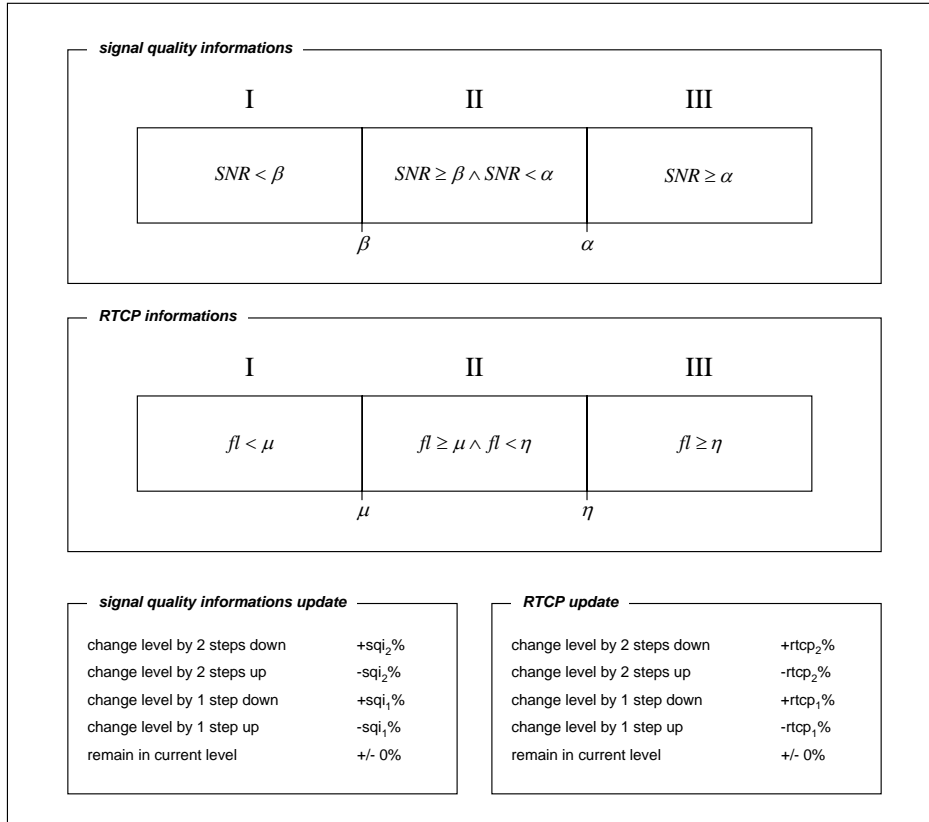 signal quality informations
I II III
SNR < β SNR ≥ β ∧ SNR < α SNR ≥ α
β α
RTCP informations
I II III
fl < μ fl ≥ μ ∧ fl < η fl ≥ η
μ η
signal quality informations update
change level by 2 steps down +sqi₂%
change level by 2 steps up -sqi₂%
change level by 1 step down +sqi₁%
change level by 1 step up -sqi₁%
remain in current level +/- 0%
RTCP update
change level by 2 steps down +rtcp₂%
change level by 2 steps up -rtcp₂%
change level by 1 step down +rtcp₁%
change level by 1 step up -rtcp₁%
remain in current level +/- 0%